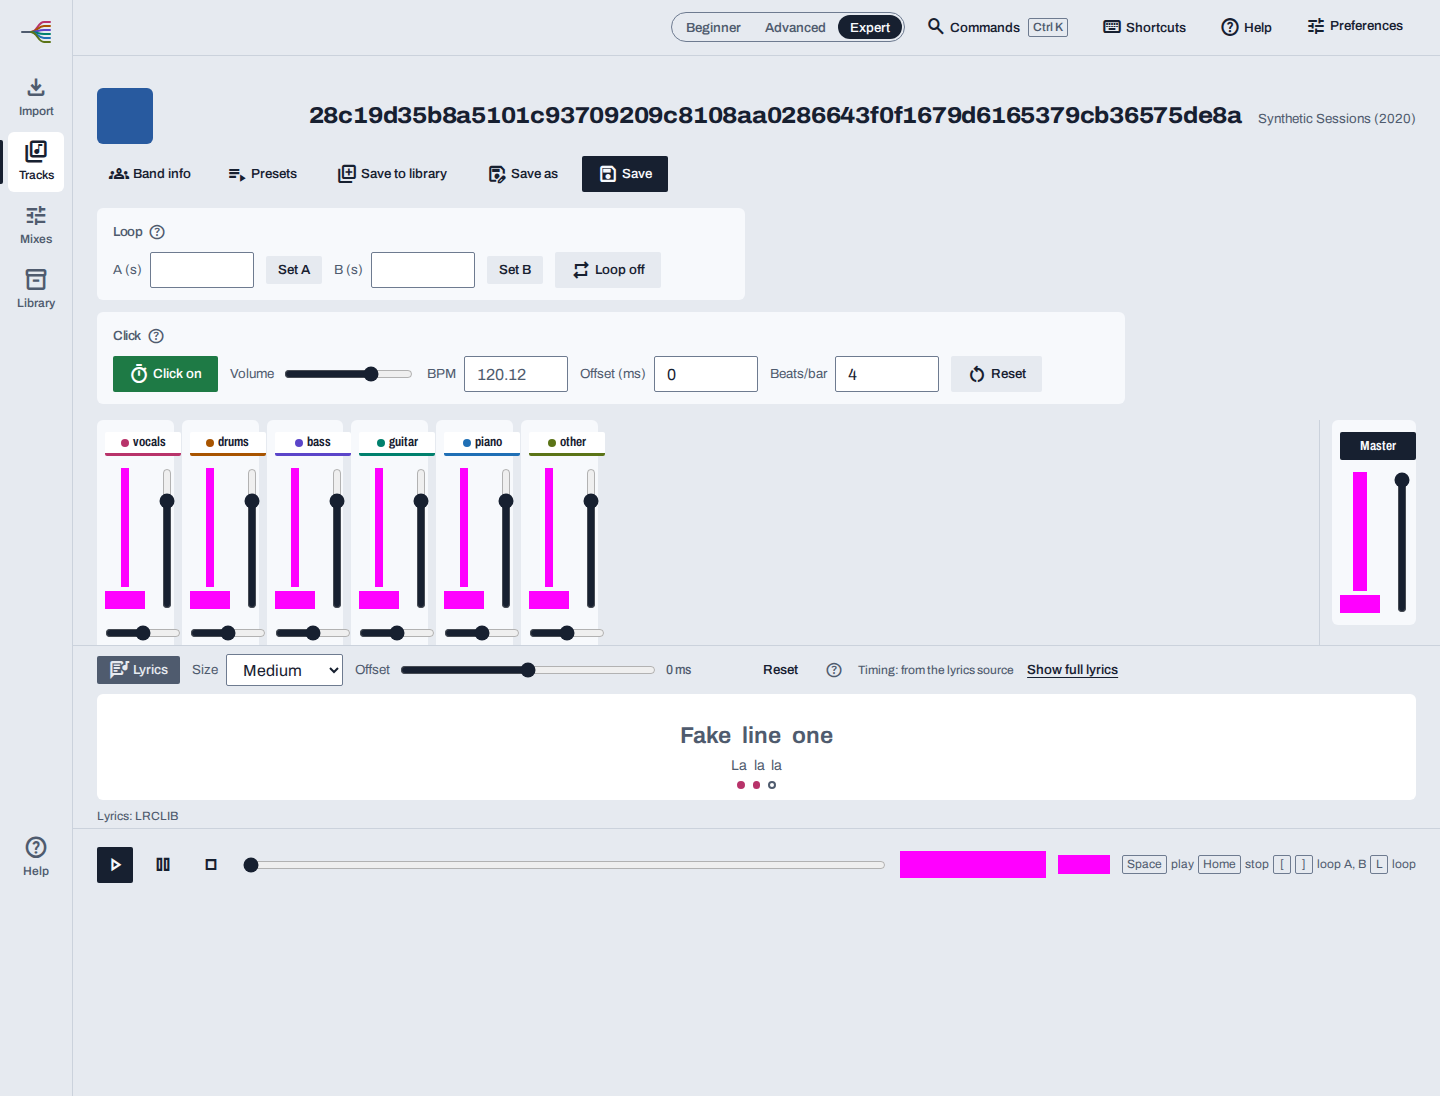 Beginner Advanced Expert Commands Ctrl K Shortcuts Help Preferences
Import
Tracks
Mixes
Library
Help
28c19d35b8a5101c93709209c8108aa0286643f0f1679d6165379cb36575de8a Synthetic Sessions (2020)
Band info Presets Save to library Save as Save
Loop
A (s) Set A B (s) Set B Loop off
Click
Click on Volume BPM 120.12 Offset (ms) 0 Beats/bar 4 Reset
vocals drums bass guitar piano other Master
Lyrics Size Medium Offset 0 ms Reset Timing: from the lyrics source Show full lyrics
Fake line one
La la la
Lyrics: LRCLIB
Space play Home stop [ ] loop A, B L loop